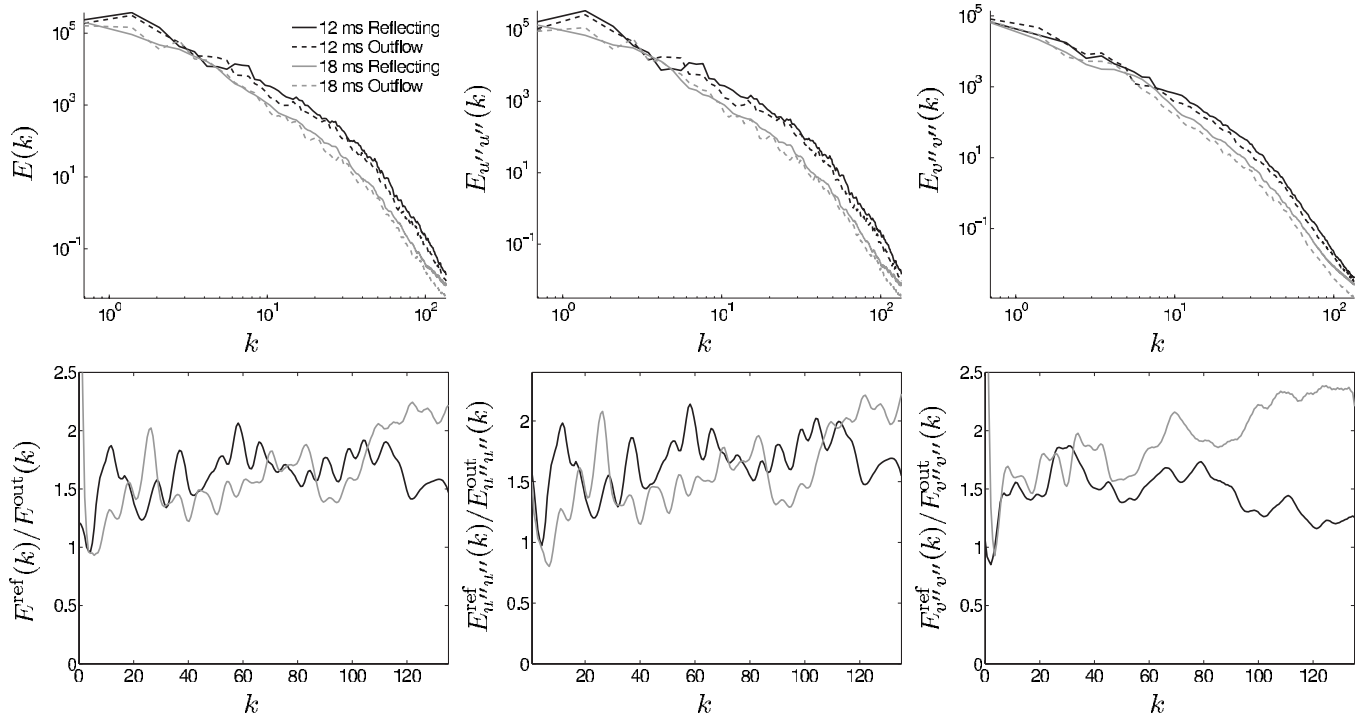 10^5
10^3
10^1
10^−1
E(k)
12 ms Reflecting
12 ms Outflow
18 ms Reflecting
18 ms Outflow
10^0 10^1 10^2
k
10^5
10^3
10^1
10^−1
E_{u″u″}(k)
10^0 10^1 10^2
k
10^5
10^3
10^1
10^−1
E_{v″v″}(k)
10^0 10^1 10^2
k
2.5
2
1.5
1
0.5
0
E^{ref}(k)/E^{out}(k)
0 20 40 60 80 100 120
k
2
1.5
1
0.5
0
E^{ref}_{u″u″}(k)/E^{out}_{u″u″}(k)
20 40 60 80 100 120
k
2.5
2
1.5
1
0.5
0
E^{ref}_{v″v″}(k)/E^{out}_{v″v″}(k)
0 20 40 60 80 100 120
k